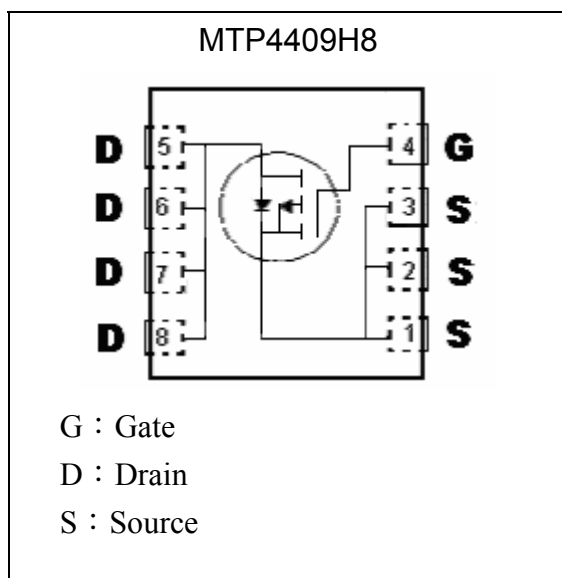 MTP4409H8
D 5 4 G
D 6 3 S
D 7 2 S
D 8 1 S
G：Gate
D：Drain
S：Source